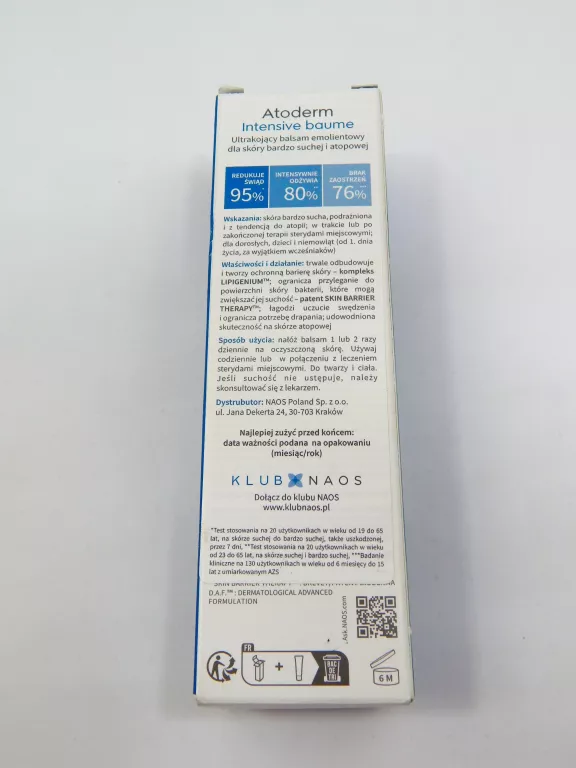 Atoderm
Intensive baume
Ultrakojący balsam emolientowy
dla skóry bardzo suchej i atopowej
REDUKUJE ŚWIĄD
95%*
INTENSYWNIE ODŻYWIA
80%**
BRAK ZAOSTRZEŃ
76%***
Wskazania: skóra bardzo sucha, podrażniona
i z tendencją do atopii; w trakcie lub po
zakończonej terapii sterydami miejscowymi;
dla dorosłych, dzieci i niemowląt (od 1. dnia
życia, za wyjątkiem wcześniaków)
Właściwości i działanie: trwale odbudowuje
i tworzy ochronną barierę skóry – kompleks
LIPIGENIUM™; ogranicza przyleganie do
powierzchni skóry bakterii, które mogą
zwiększać jej suchość – patent SKIN BARRIER
THERAPY™; łagodzi uczucie swędzenia
i ogranicza potrzebę drapania; udowodniona
skuteczność na skórze atopowej
Sposób użycia: nałóż balsam 1 lub 2 razy
dziennie na oczyszczoną skórę. Używaj
codziennie lub w połączeniu z leczeniem
sterydami miejscowymi. Do twarzy i ciała.
Jeśli suchość nie ustępuje, należy
skonsultować się z lekarzem.
Dystrubutor: NAOS Poland Sp. z o.o.
ul. Jana Dekerta 24, 30-703 Kraków
Najlepiej zużyć przed końcem:
data ważności podana na opakowaniu
(miesiąc/rok)
KLUB NAOS
Dołącz do klubu NAOS
www.klubnaos.pl
*Test stosowania na 20 użytkownikach w wieku od 19 do 65
lat, na skórze suchej do bardzo suchej, także uszkodzonej,
przez 7 dni, **Test stosowania na 20 użytkownikach w wieku
od 23 do 65 lat, na skórze suchej i bardzo suchej, ***Badanie
kliniczne na 130 użytkownikach w wieku od 6 miesięcy do 15
lat z umiarkowanym AZS
SKIN BARRIER THERAPY
D.A.F.™ : DERMATOLOGICAL ADVANCED
FORMULATION
Ask.NAOS.com
FR
+
BAC DE TRI
6 M